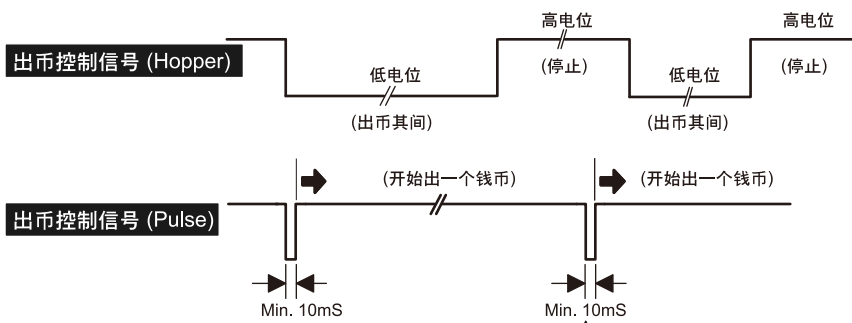 高电位
高电位
出币控制信号 (Hopper)
低电位
(停止)
低电位
(停止)
(出币其间)
(出币其间)
(开始出一个钱币)
(开始出一个钱币)
出币控制信号 (Pulse)
Min. 10mS
Min. 10mS